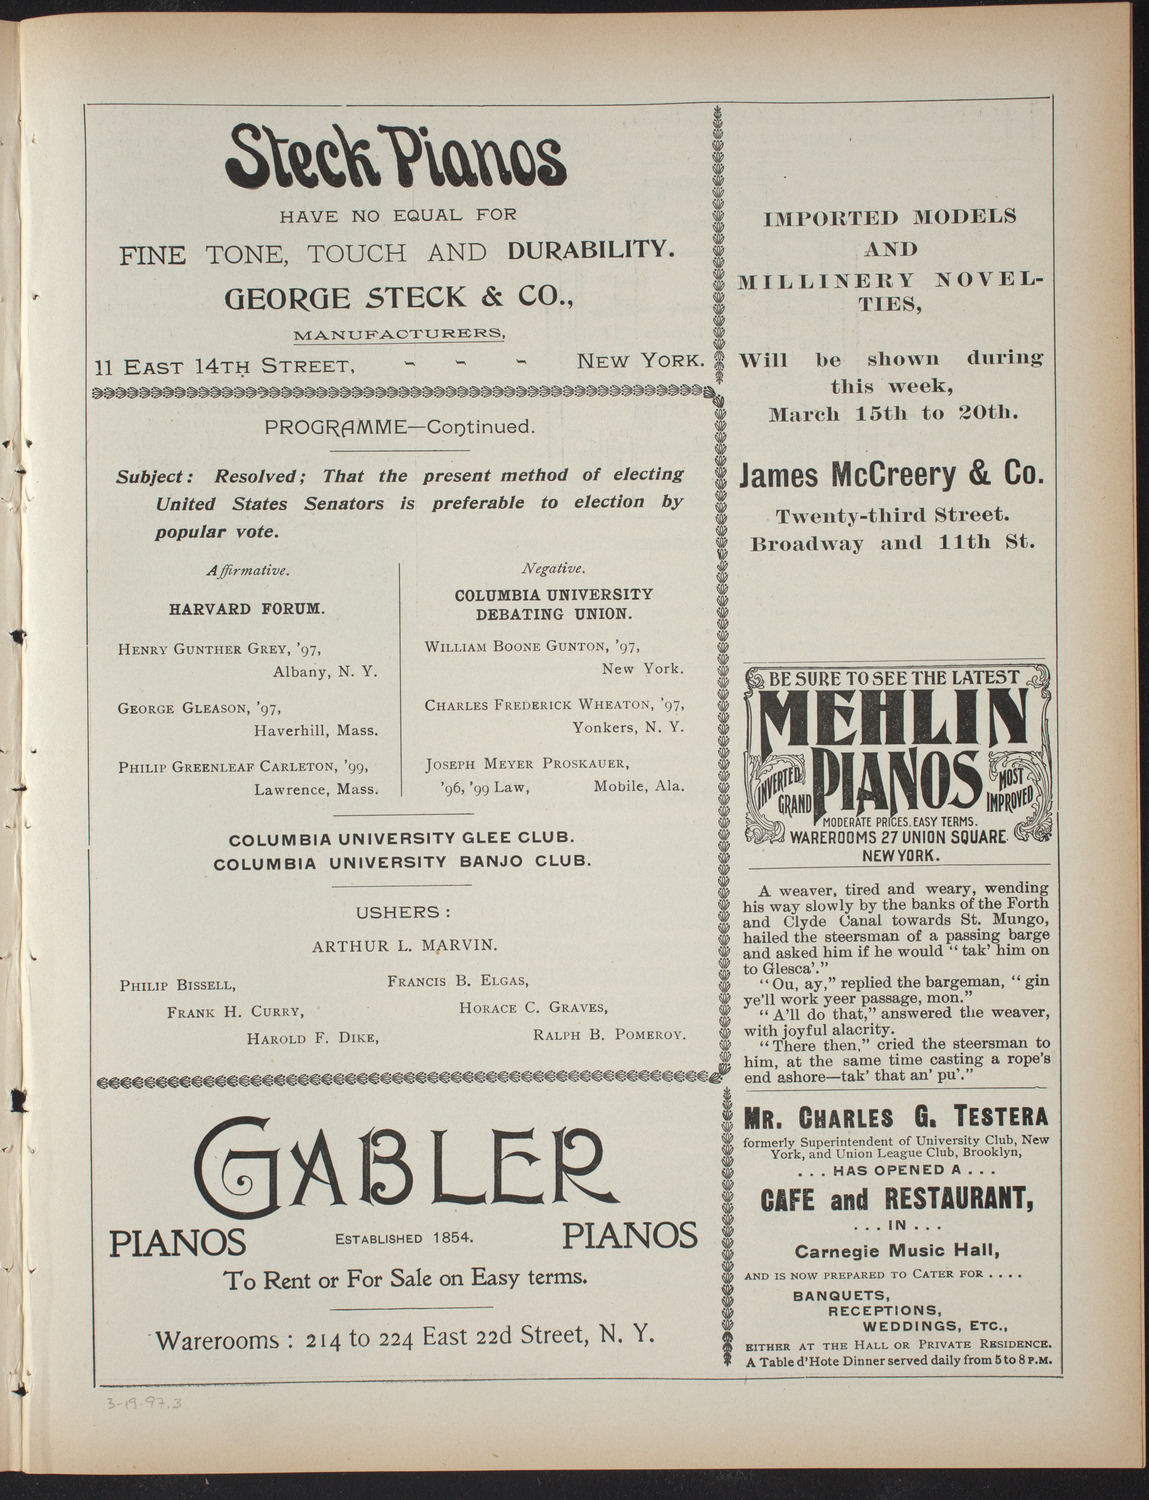 Steck Pianos
HAVE NO EQUAL FOR
FINE TONE, TOUCH AND DURABILITY.
GEORGE STECK & CO.,
MANUFACTURERS,
11 EAST 14TH STREET, - - - NEW YORK.
PROGRAMME—Continued.
Subject: Resolved; That the present method of electing
United States Senators is preferable to election by
popular vote.
Affirmative.
HARVARD FORUM.
HENRY GUNTHER GREY, '97,
Albany, N. Y.
GEORGE GLEASON, '97,
Haverhill, Mass.
PHILIP GREENLEAF CARLETON, '99,
Lawrence, Mass.
Negative.
COLUMBIA UNIVERSITY
DEBATING UNION.
WILLIAM BOONE GUNTON, '97,
New York.
CHARLES FREDERICK WHEATON, '97,
Yonkers, N. Y.
JOSEPH MEYER PROSKAUER,
'96, '99 Law, Mobile, Ala.
COLUMBIA UNIVERSITY GLEE CLUB.
COLUMBIA UNIVERSITY BANJO CLUB.
USHERS:
ARTHUR L. MARVIN.
PHILIP BISSELL, FRANCIS B. ELGAS,
FRANK H. CURRY, HORACE C. GRAVES,
HAROLD F. DIKE, RALPH B. POMEROY.
GABLER
PIANOS ESTABLISHED 1854. PIANOS
To Rent or For Sale on Easy terms.
Warerooms: 214 to 224 East 22d Street, N. Y.
IMPORTED MODELS
AND
MILLINERY NOVEL-
TIES,
Will be shown during
this week,
March 15th to 20th.
James McCreery & Co.
Twenty-third Street.
Broadway and 11th St.
BE SURE TO SEE THE LATEST
MEHLIN
PIANOS
INVERTED
GRAND
MOST
IMPROVED
MODERATE PRICES. EASY TERMS.
WAREROOMS 27 UNION SQUARE
NEW YORK.
A weaver, tired and weary, wending
his way slowly by the banks of the Forth
and Clyde Canal towards St. Mungo,
hailed the steersman of a passing barge
and asked him if he would "tak' him on
to Glesca'."
"Ou, ay," replied the bargeman, "gin
ye'll work yeer passage, mon."
"A'll do that," answered the weaver,
with joyful alacrity.
"There then," cried the steersman to
him, at the same time casting a rope's
end ashore—tak' that an' pu'."
MR. CHARLES G. TESTERA
formerly Superintendent of University Club, New
York, and Union League Club, Brooklyn,
...HAS OPENED A...
CAFE and RESTAURANT,
...IN...
Carnegie Music Hall,
AND IS NOW PREPARED TO CATER FOR ....
BANQUETS,
RECEPTIONS,
WEDDINGS, ETC.,
EITHER AT THE HALL OR PRIVATE RESIDENCE.
A Table d'Hote Dinner served daily from 5 to 8 P.M.
3-19-97.3